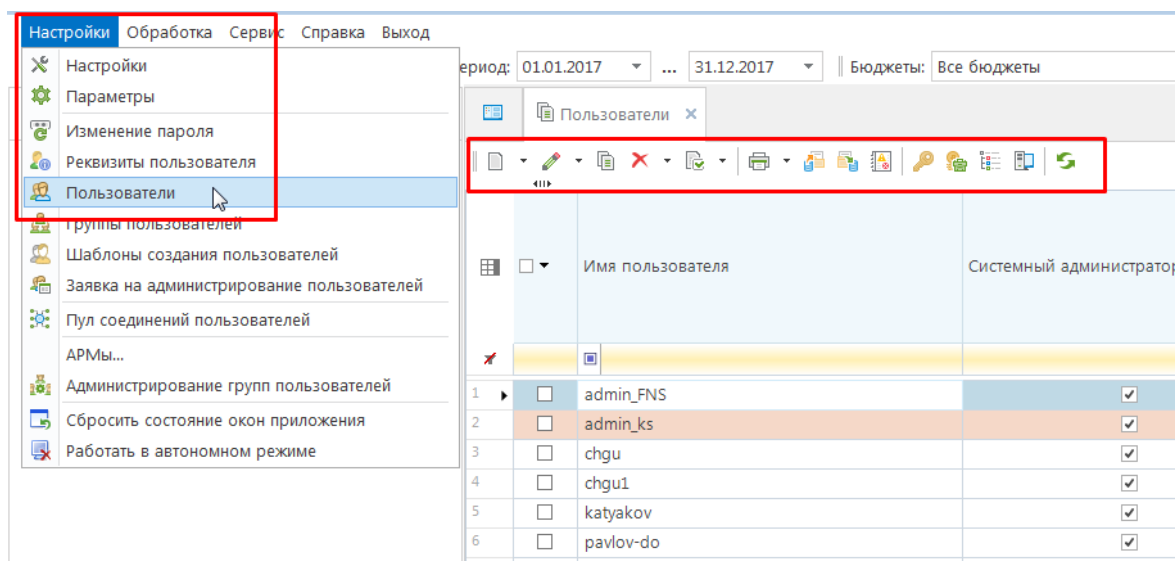 Настройки Обработка Сервис Справка Выход
Настройки
Параметры
Изменение пароля
Реквизиты пользователя
Пользователи
Группы пользователей
Шаблоны создания пользователей
Заявка на администрирование пользователей
Пул соединений пользователей
АРМы...
Администрирование групп пользователей
Сбросить состояние окон приложения
Работать в автономном режиме
ериод: 01.01.2017 ... 31.12.2017 Бюджеты: Все бюджеты
Пользователи
Имя пользователя Системный администратор
1 admin_FNS
2 admin_ks
3 chgu
4 chgu1
5 katyakov
6 pavlov-do